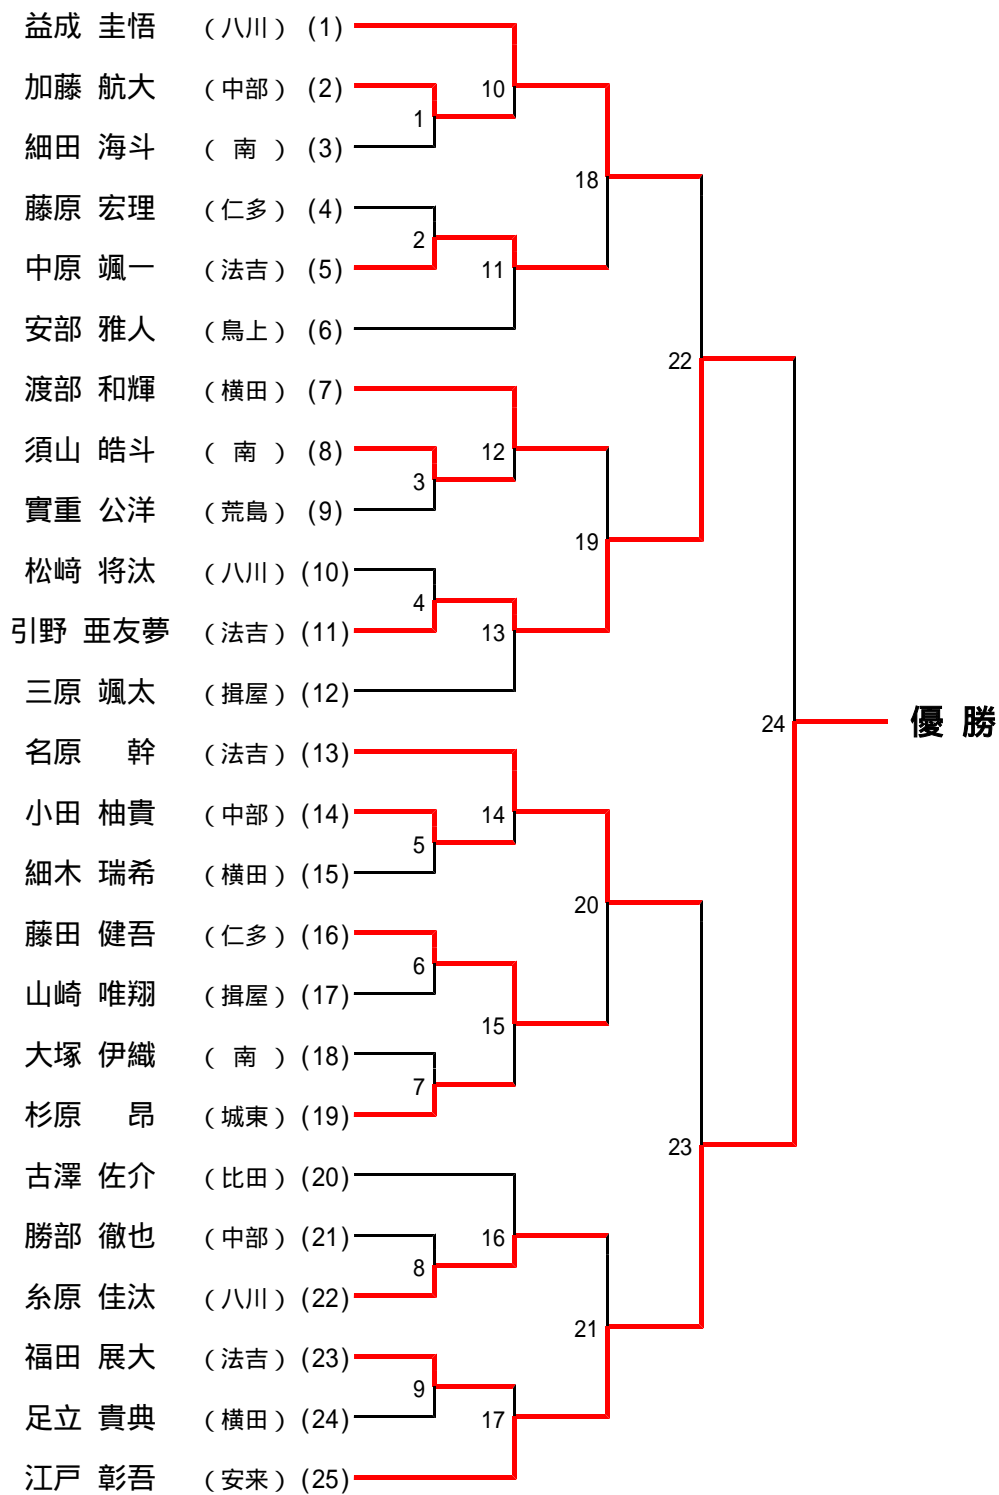 益成 圭悟 （八川） (1)
加藤 航大 （中部） (2)
10
1
細田 海斗 （ 南 ） (3)
18
藤原 宏理 （仁多） (4)
2
中原 颯一 （法吉） (5)
11
安部 雅人 （鳥上） (6)
22
渡部 和輝 （横田） (7)
須山 皓斗 （ 南 ） (8)
12
3
實重 公洋 （荒島） (9)
19
松﨑 将汰 （八川） (10)
4
引野 亜友夢 （法吉） (11)
13
三原 颯太 （揖屋） (12)
24
優 勝
名原 幹 （法吉） (13)
小田 柚貴 （中部） (14)
14
5
細木 瑞希 （横田） (15)
20
藤田 健吾 （仁多） (16)
6
山崎 唯翔 （揖屋） (17)
15
大塚 伊織 （ 南 ） (18)
7
杉原 昂 （城東） (19)
23
古澤 佐介 （比田） (20)
勝部 徹也 （中部） (21)
16
8
糸原 佳汰 （八川） (22)
21
福田 展大 （法吉） (23)
9
足立 貴典 （横田） (24)
17
江戸 彰吾 （安来） (25)